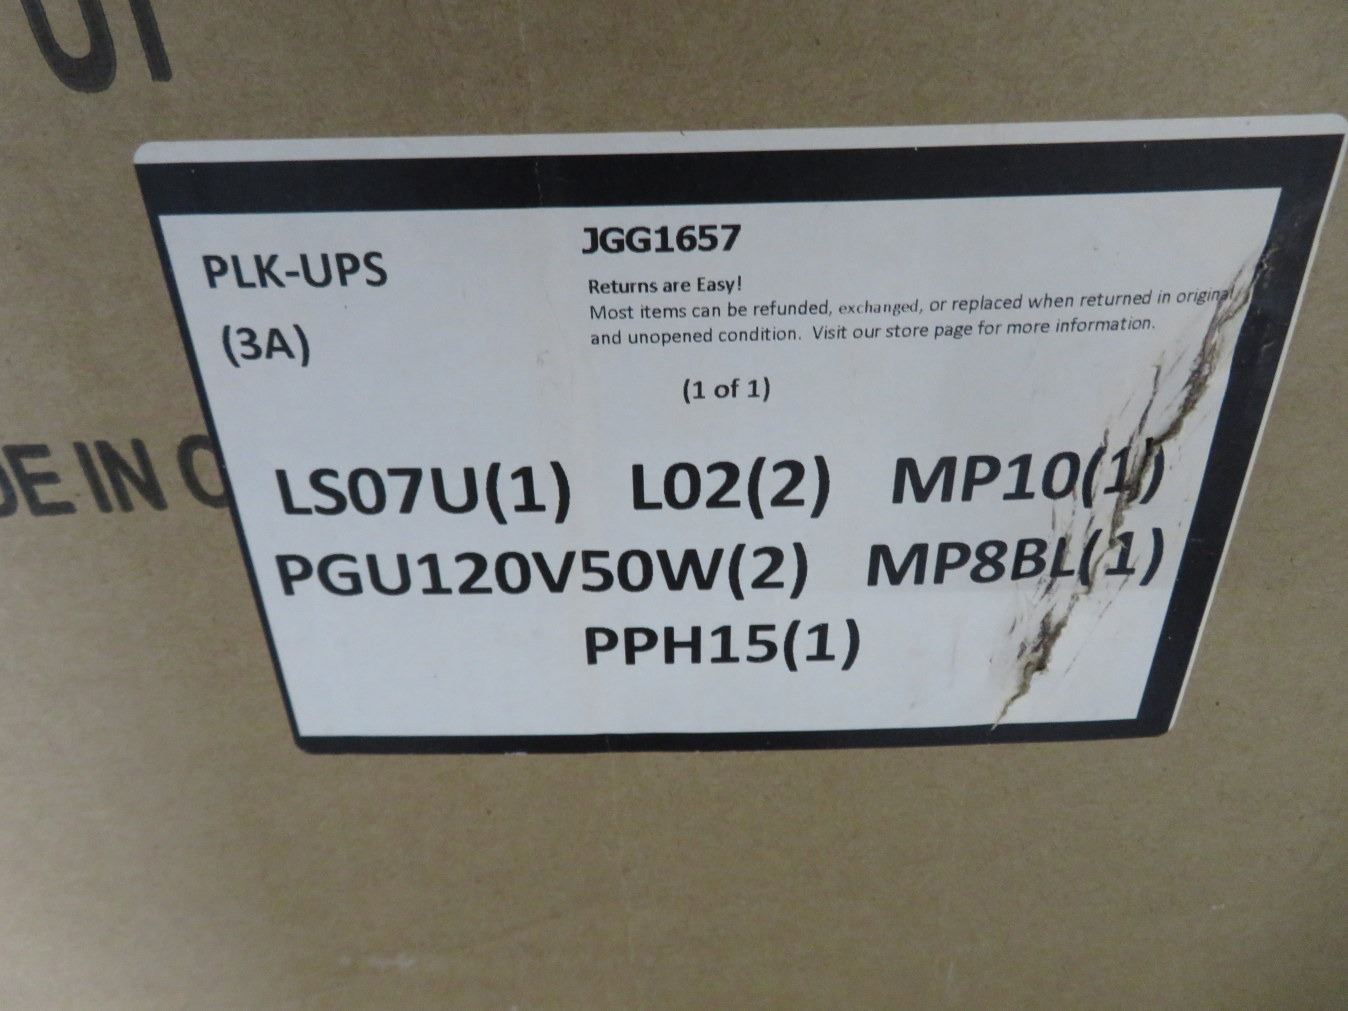 PLK-UPS
(3A)
JGG1657
Returns are Easy!
Most items can be refunded, exchanged, or replaced when returned in original
and unopened condition. Visit our store page for more information.
(1 of 1)
LS07U(1) L02(2) MP10(1)
PGU120V50W(2) MP8BL(1)
PPH15(1)
IN